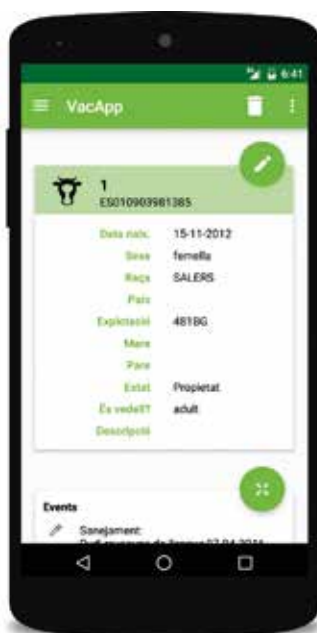 6:41
VacApp
1
ES010903981385
Data naix. 15-11-2012
Sexe femella
Raça SALERS
País
Explotació 481BG
Mare
Pare
Estat Propietat
És vedell? adult
Descripció
Events
Sanejament: